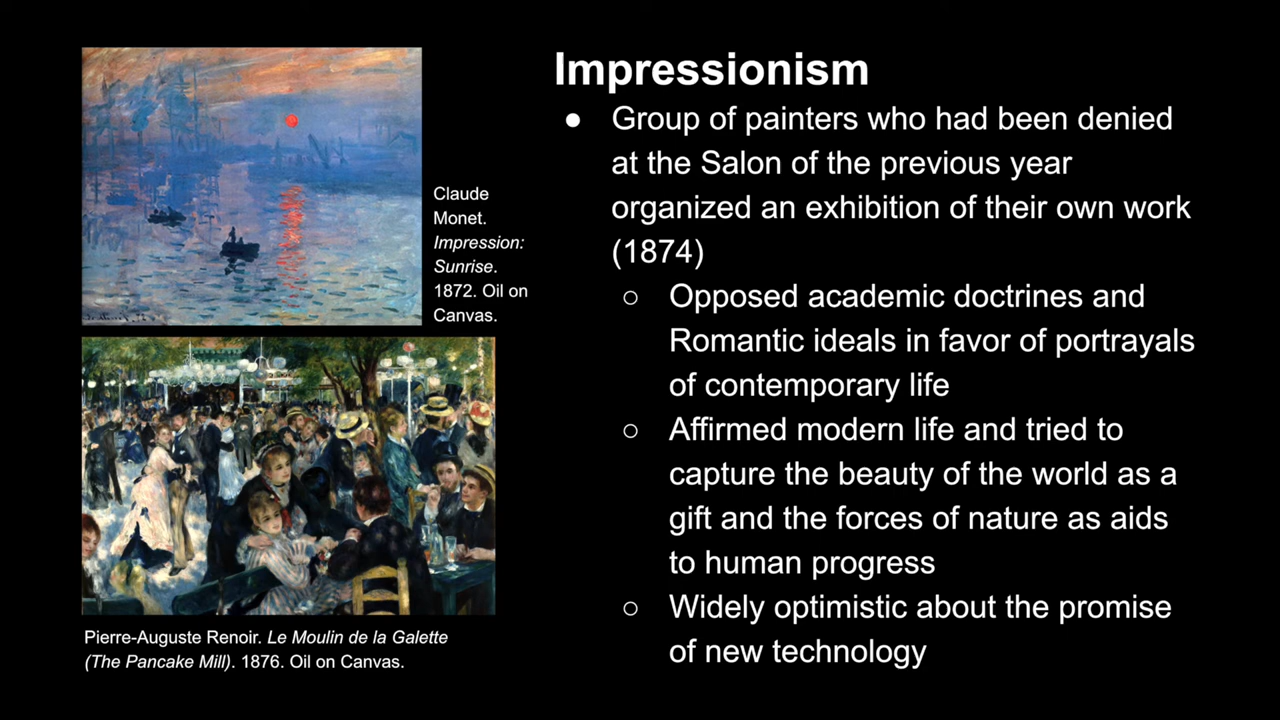 Impressionism
● Group of painters who had been denied
at the Salon of the previous year
organized an exhibition of their own work
(1874)
○ Opposed academic doctrines and
Romantic ideals in favor of portrayals
of contemporary life
○ Affirmed modern life and tried to
capture the beauty of the world as a
gift and the forces of nature as aids
to human progress
○ Widely optimistic about the promise
of new technology
Claude
Monet.
Impression:
Sunrise.
1872. Oil on
Canvas.
Pierre-Auguste Renoir. Le Moulin de la Galette
(The Pancake Mill). 1876. Oil on Canvas.